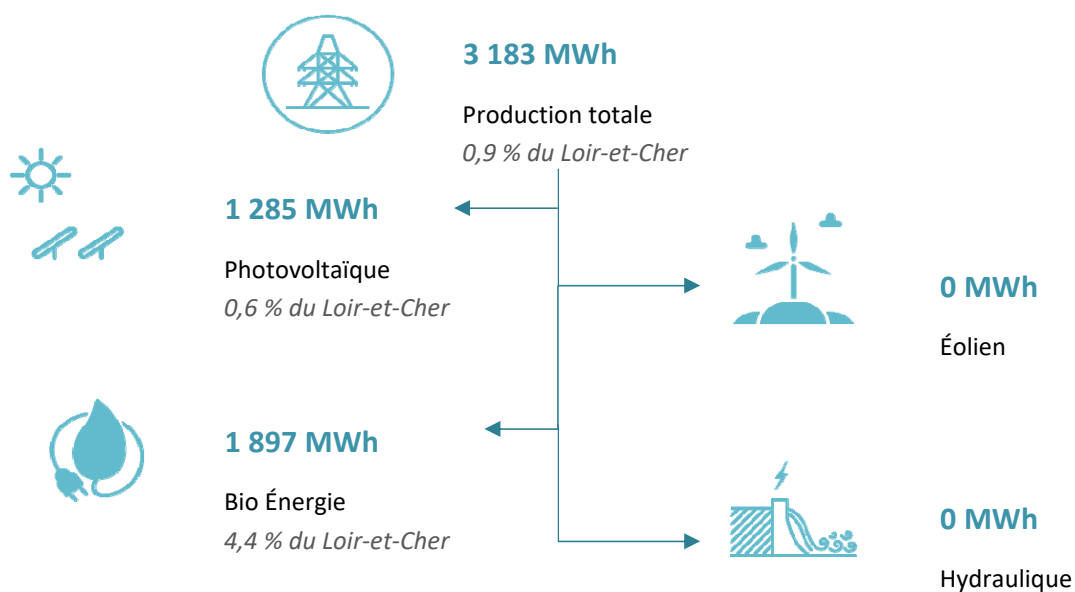 3 183 MWh
Production totale
0,9 % du Loir-et-Cher
1 285 MWh
Photovoltaïque
0,6 % du Loir-et-Cher
0 MWh
Éolien
1 897 MWh
Bio Énergie
4,4 % du Loir-et-Cher
0 MWh
Hydraulique